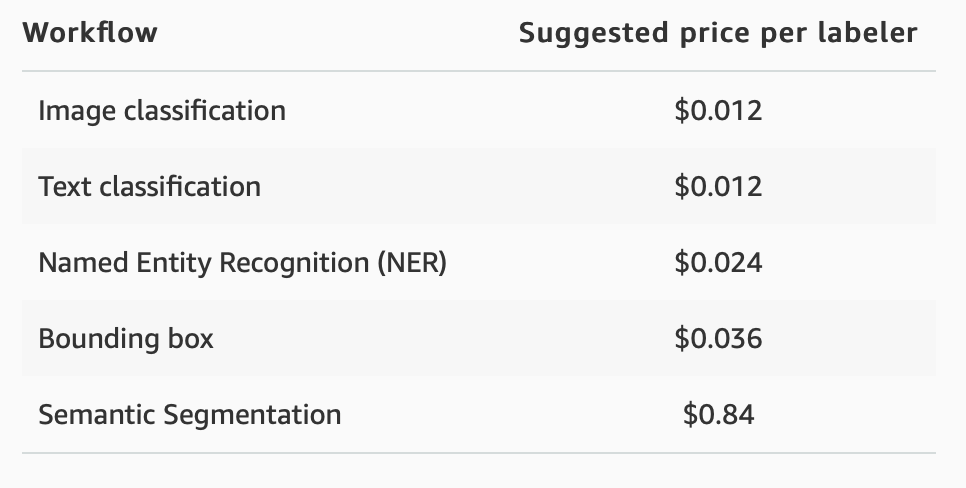 Workflow Suggested price per labeler
Image classification $0.012
Text classification $0.012
Named Entity Recognition (NER) $0.024
Bounding box $0.036
Semantic Segmentation $0.84